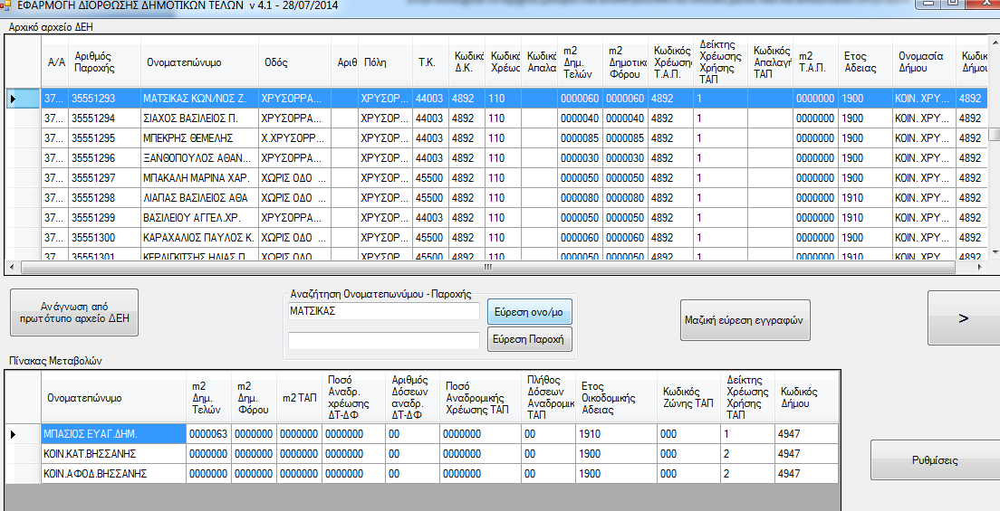 ΕΦΑΡΜΟΓΗ ΔΙΟΡΘΩΣΗΣ ΔΗΜΟΤΙΚΩΝ ΤΕΛΩΝ v 4.1 - 28/07/2014
Αρχικό αρχείο ΔΕΗ
Α/Α Αριθμός Παροχής Ονοματεπώνυμο Οδός Αριθ Πόλη Τ.Κ. Κωδικό Δ.Κ. Κωδικό Χρέωσ Κωδικό Απαλα m2 Δημ. Τελών m2 Δημοτικο Φόρου Κωδικός Χρέωσης Τ.Α.Π. Δείκτης Χρέωσης Χρήσης ΤΑΠ Κωδικός Απαλαγή ΤΑΠ m2 Τ.Α.Π. Ετος Αδειας Ονομασία Δήμου Κωδικ Δήμου
37... 35551293 ΜΑΤΣΙΚΑΣ ΚΩΝ/ΝΟΣ Ζ. ΧΡΥΣΟΡΡΑ... ΧΡΥΣΟΡ... 44003 4892 110 0000060 0000060 4892 1 0000000 1900 ΚΟΙΝ. ΧΡΥ... 4892
37... 35551294 ΣΙΑΧΟΣ ΒΑΣΙΛΕΙΟΣ Π. ΧΡΥΣΟΡΡΑ... ΧΡΥΣΟΡ... 44003 4892 110 0000040 0000040 4892 1 0000000 1900 ΚΟΙΝ. ΧΡΥ... 4892
37... 35551295 ΜΠΕΚΡΗΣ ΘΕΜΕΛΗΣ Χ.ΧΡΥΣΟΡΡ... ΧΡΥΣΟΡ... 44003 4892 110 0000085 0000085 4892 1 0000000 1900 ΚΟΙΝ. ΧΡΥ... 4892
37... 35551296 ΞΑΝΘΟΠΟΥΛΟΣ ΑΘΑΝ... ΧΡΥΣΟΡΡΑ... ΧΡΥΣΟΡ... 44003 4892 110 0000030 0000030 4892 1 0000000 1900 ΚΟΙΝ. ΧΡΥ... 4892
37... 35551297 ΜΠΑΚΑΛΗ ΜΑΡΙΝΑ ΧΑΡ. ΧΩΡΙΣ ΟΔΟ ... ΧΡΥΣΟΡ... 45500 4892 110 0000050 0000050 4892 1 0000000 1900 ΚΟΙΝ. ΧΡΥ... 4892
37... 35551298 ΛΙΑΠΑΣ ΒΑΣΙΛΕΙΟΣ ΑΘΑ ΧΩΡΙΣ ΟΔΟ ... ΧΡΥΣΟΡ... 45500 4892 110 0000080 0000080 4892 1 0000000 1910 ΚΟΙΝ. ΧΡΥ... 4892
37... 35551299 ΒΑΣΙΛΕΙΟΥ ΑΓΓΕΛ.ΧΡ. ΧΡΥΣΟΡΡΑ... ΧΡΥΣΟΡ... 44003 4892 110 0000050 0000050 4892 1 0000000 1910 ΚΟΙΝ. ΧΡΥ... 4892
37... 35551300 ΚΑΡΑΧΑΛΙΟΣ ΠΑΥΛΟΣ Κ. ΧΩΡΙΣ ΟΔΟ ... ΧΡΥΣΟΡ... 44003 4892 110 0000060 0000060 4892 1 0000000 1900 ΚΟΙΝ. ΧΡΥ... 4892
37... 35551301 ΚΕΡΛΙΓΚΙΤΣΗΣ ΗΛΙΑΣ Π. ΧΩΡΙΣ ΟΔΟ ... ΧΡΥΣΟΡ... 45500 4892 110 0000050 0000050 4892 1 0000000 1910 ΚΟΙΝ. ΧΡΥ... 4892
Ανάγνωση από
πρωτότυπο αρχείο ΔΕΗ
Αναζήτηση Ονοματεπωνύμου - Παροχής
ΜΑΤΣΙΚΑΣ
Εύρεση ονο/μο
Εύρεση Παροχή
Μαζική εύρεση εγγραφών
>
Πίνακας Μεταβολών
Ονοματεπώνυμο m2 Δημ. Τελών m2 Δημ. Φόρου m2 ΤΑΠ Ποσό Αναδρ. χρέωσης ΔΤ-ΔΦ Αριθμός Δόσεων αναδρ. ΔΤ-ΔΦ Ποσό Αναδρομικής Χρέωσης ΤΑΠ Πλήθος Δόσεων Αναδρομικ ΤΑΠ Ετος Οικοδομικής Αδειας Κωδικός Ζώνης ΤΑΠ Δείκτης Χρέωσης Χρήσης ΤΑΠ Κωδικός Δήμου
ΜΠΑΣΙΟΣ ΕΥΑΓ.ΔΗΜ. 0000063 0000000 0000000 0000000 00 0000000 00 1910 000 1 4947
ΚΟΙΝ.ΚΑΤ.ΒΗΣΣΑΝΗΣ 0000000 0000000 0000000 0000000 00 0000000 00 1900 000 2 4947
ΚΟΙΝ.ΑΦΟΔ.ΒΗΣΣΑΝΗΣ 0000000 0000000 0000000 0000000 00 0000000 00 1900 000 2 4947
Ρυθμίσεις